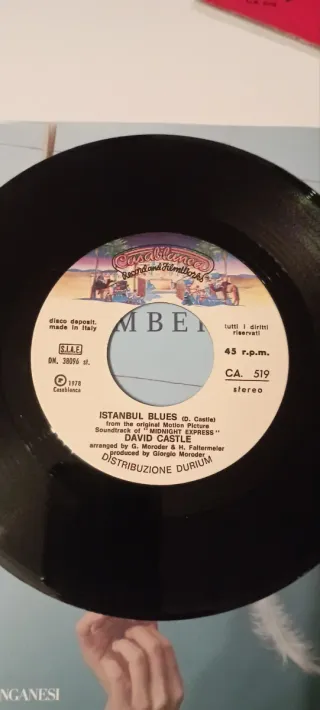 Casablanca
Record and FilmWorks
MBE
disco deposit.
made in Italy
tutti i diritti
riservati
S.I.A.E.
DN. 38096 st.
45 r.p.m.
CA. 519
stereo
℗ 1978
Casablanca
ISTANBUL BLUES (D. Castle)
from the original Motion Picture
Soundtrack of "MIDNIGHT EXPRESS"
DAVID CASTLE
arranged by G. Moroder & H. Faltermeier
produced by Giorgio Moroder
DISTRIBUZIONE DURIUM
NGANESI